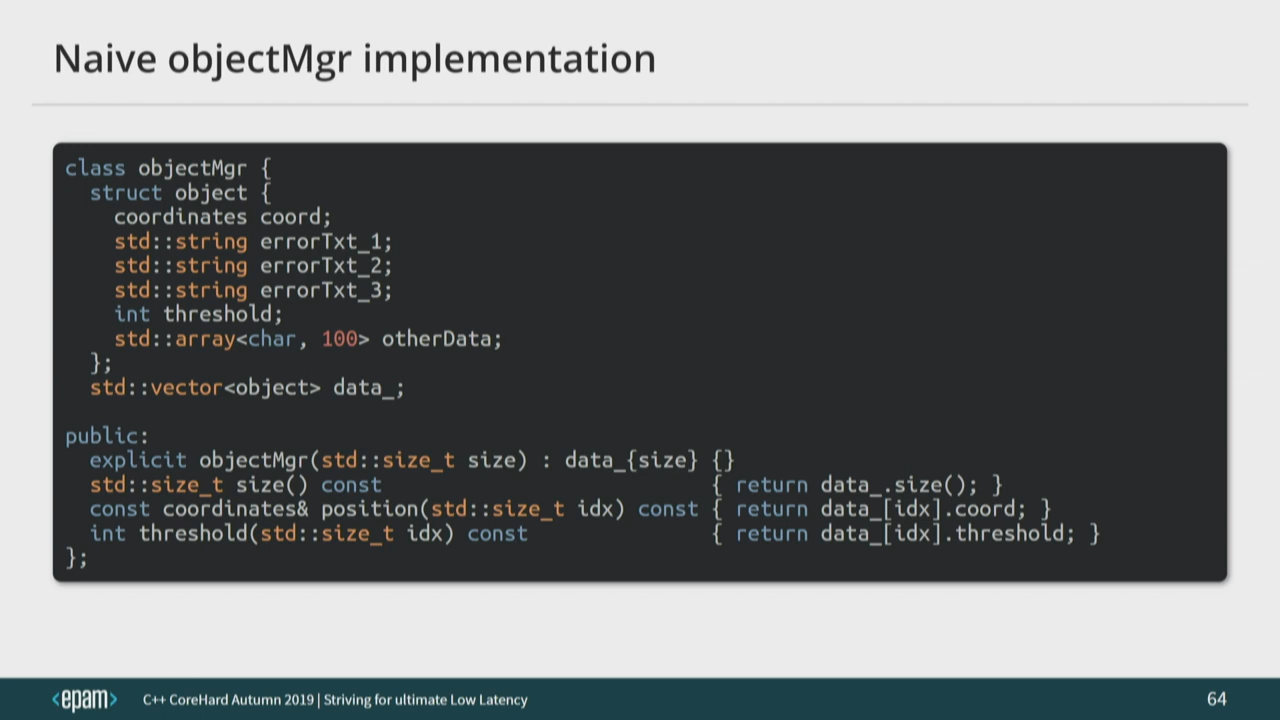 Naive objectMgr implementation
class objectMgr {
  struct object {
    coordinates coord;
    std::string errorTxt_1;
    std::string errorTxt_2;
    std::string errorTxt_3;
    int threshold;
    std::array<char, 100> otherData;
  };
  std::vector<object> data_;
public:
  explicit objectMgr(std::size_t size) : data_{size} {}
  std::size_t size() const                           { return data_.size(); }
  const coordinates& position(std::size_t idx) const { return data_[idx].coord; }
  int threshold(std::size_t idx) const               { return data_[idx].threshold; }
};
<epam> C++ CoreHard Autumn 2019 | Striving for ultimate Low Latency 64